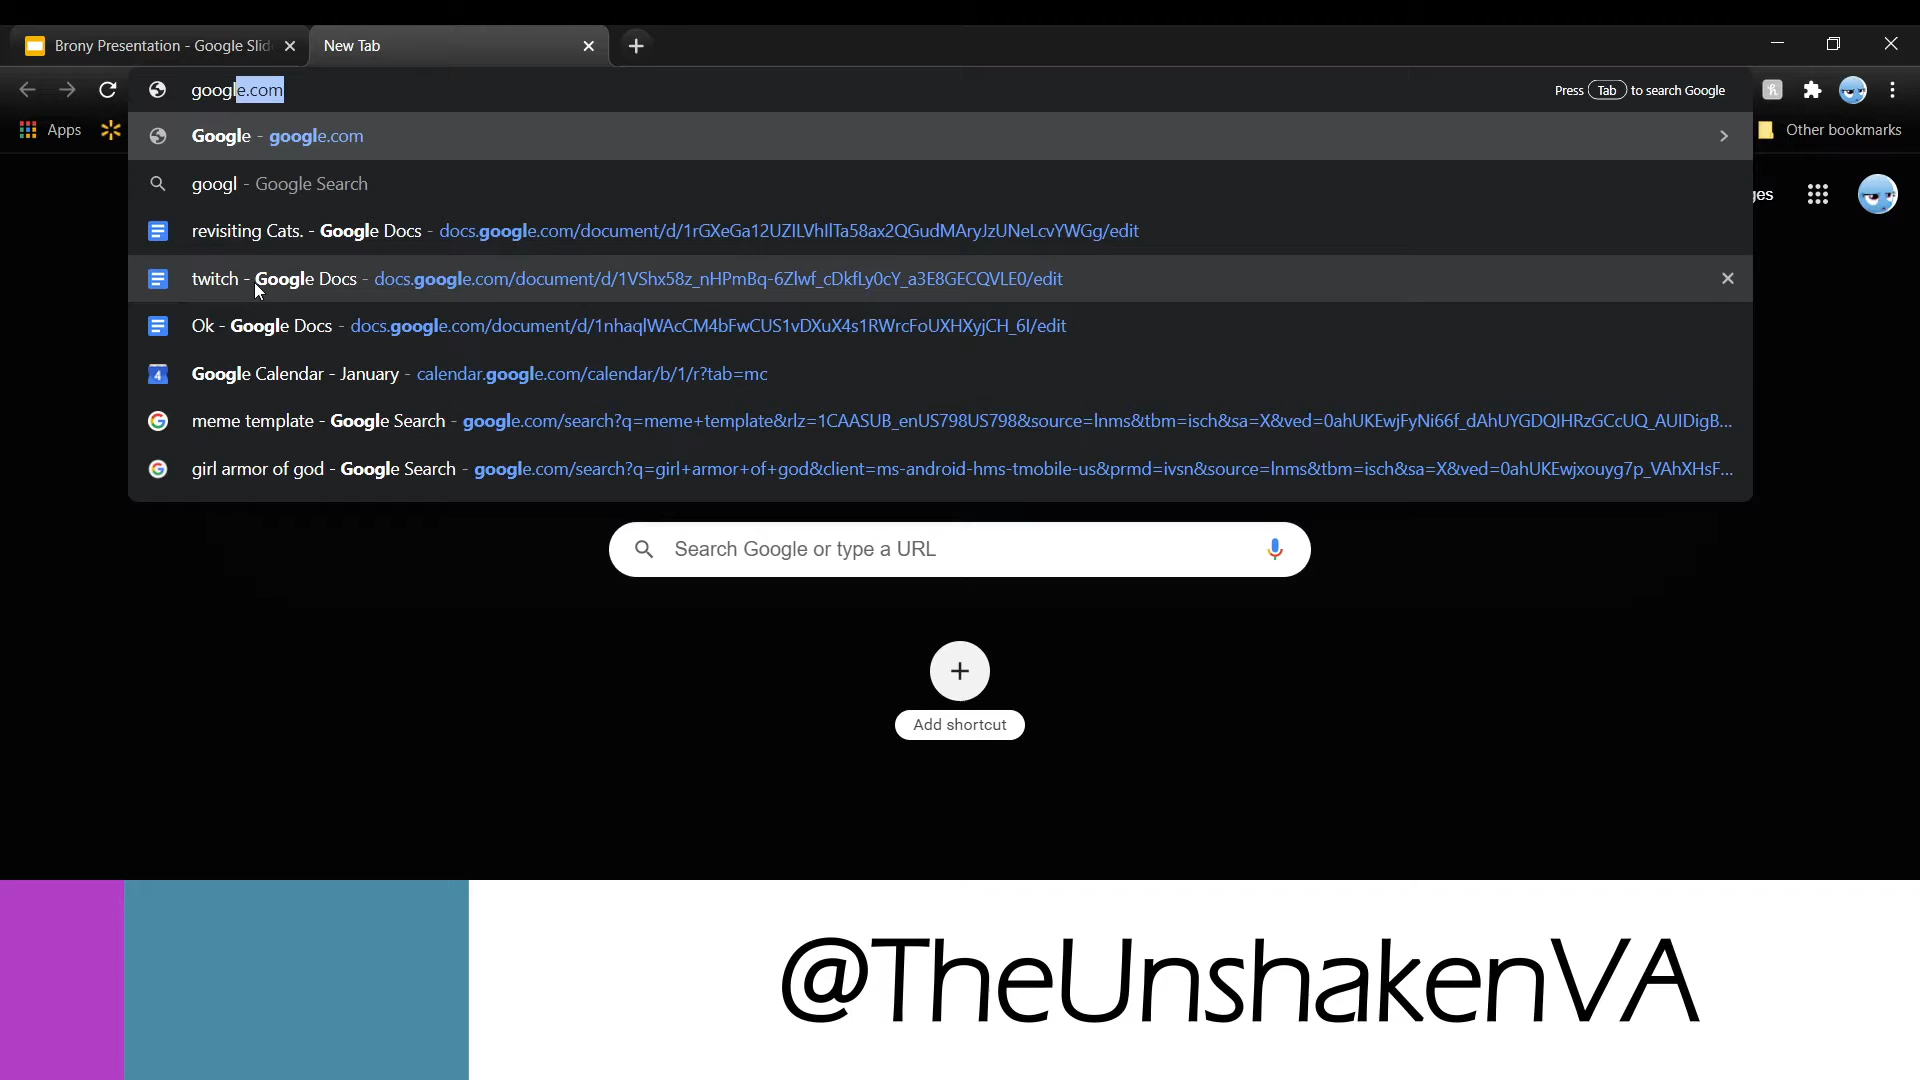 Brony Presentation - Google Slid
New Tab
google.com
Press Tab to search Google
Apps
Other bookmarks
Google - google.com
googl - Google Search
revisiting Cats. - Google Docs - docs.google.com/document/d/1rGXeGa12UZILVhIlTa58ax2QGudMAryJzUNeLcvYWGg/edit
twitch - Google Docs - docs.google.com/document/d/1VShx58z_nHPmBq-6Zlwf_cDkfLy0cY_a3E8GECQVLE0/edit
Ok - Google Docs - docs.google.com/document/d/1nhaqlWAcCM4bFwCUS1vDXuX4s1RWrcFoUXHXyjCH_6I/edit
4 Google Calendar - January - calendar.google.com/calendar/b/1/r?tab=mc
meme template - Google Search - google.com/search?q=meme+template&rlz=1CAASUB_enUS798US798&source=lnms&tbm=isch&sa=X&ved=0ahUKEwjFyNi66f_dAhUYGDQIHRzGCcUQ_AUIDigB...
girl armor of god - Google Search - google.com/search?q=girl+armor+of+god&client=ms-android-hms-tmobile-us&prmd=ivsn&source=lnms&tbm=isch&sa=X&ved=0ahUKEwjxouyg7p_VAhXHsF...
Search Google or type a URL
Add shortcut
@TheUnshakenVA